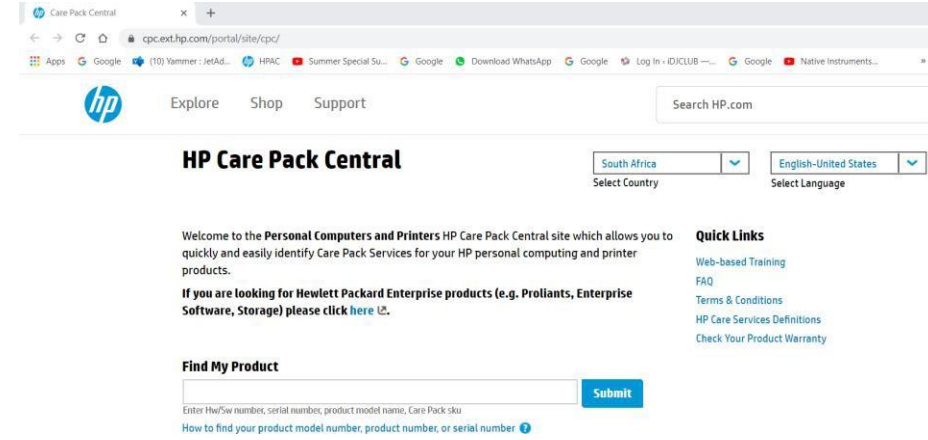 Care Pack Central
cpc.ext.hp.com/portal/site/cpc/
Apps Google (10) Yammer : JetAd... HPAC Summer Special Su... Google Download WhatsApp Google Log In ‹ iDJCLUB —... Google Native Instruments... »
hp Explore Shop Support Search HP.com
HP Care Pack Central
South Africa English-United States
Select Country Select Language
Welcome to the Personal Computers and Printers HP Care Pack Central site which allows you to
quickly and easily identify Care Pack Services for your HP personal computing and printer
products.
If you are looking for Hewlett Packard Enterprise products (e.g. Proliants, Enterprise
Software, Storage) please click here.
Quick Links
Web-based Training
FAQ
Terms & Conditions
HP Care Services Definitions
Check Your Product Warranty
Find My Product
Submit
Enter Hw/Sw number, serial number, product model name, Care Pack sku
How to find your product model number, product number, or serial number ?